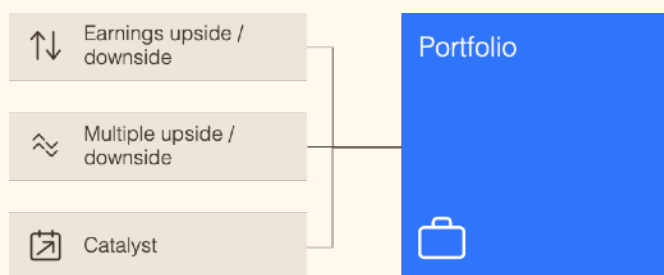 Earnings upside /
downside
Multiple upside /
downside
Catalyst
Portfolio